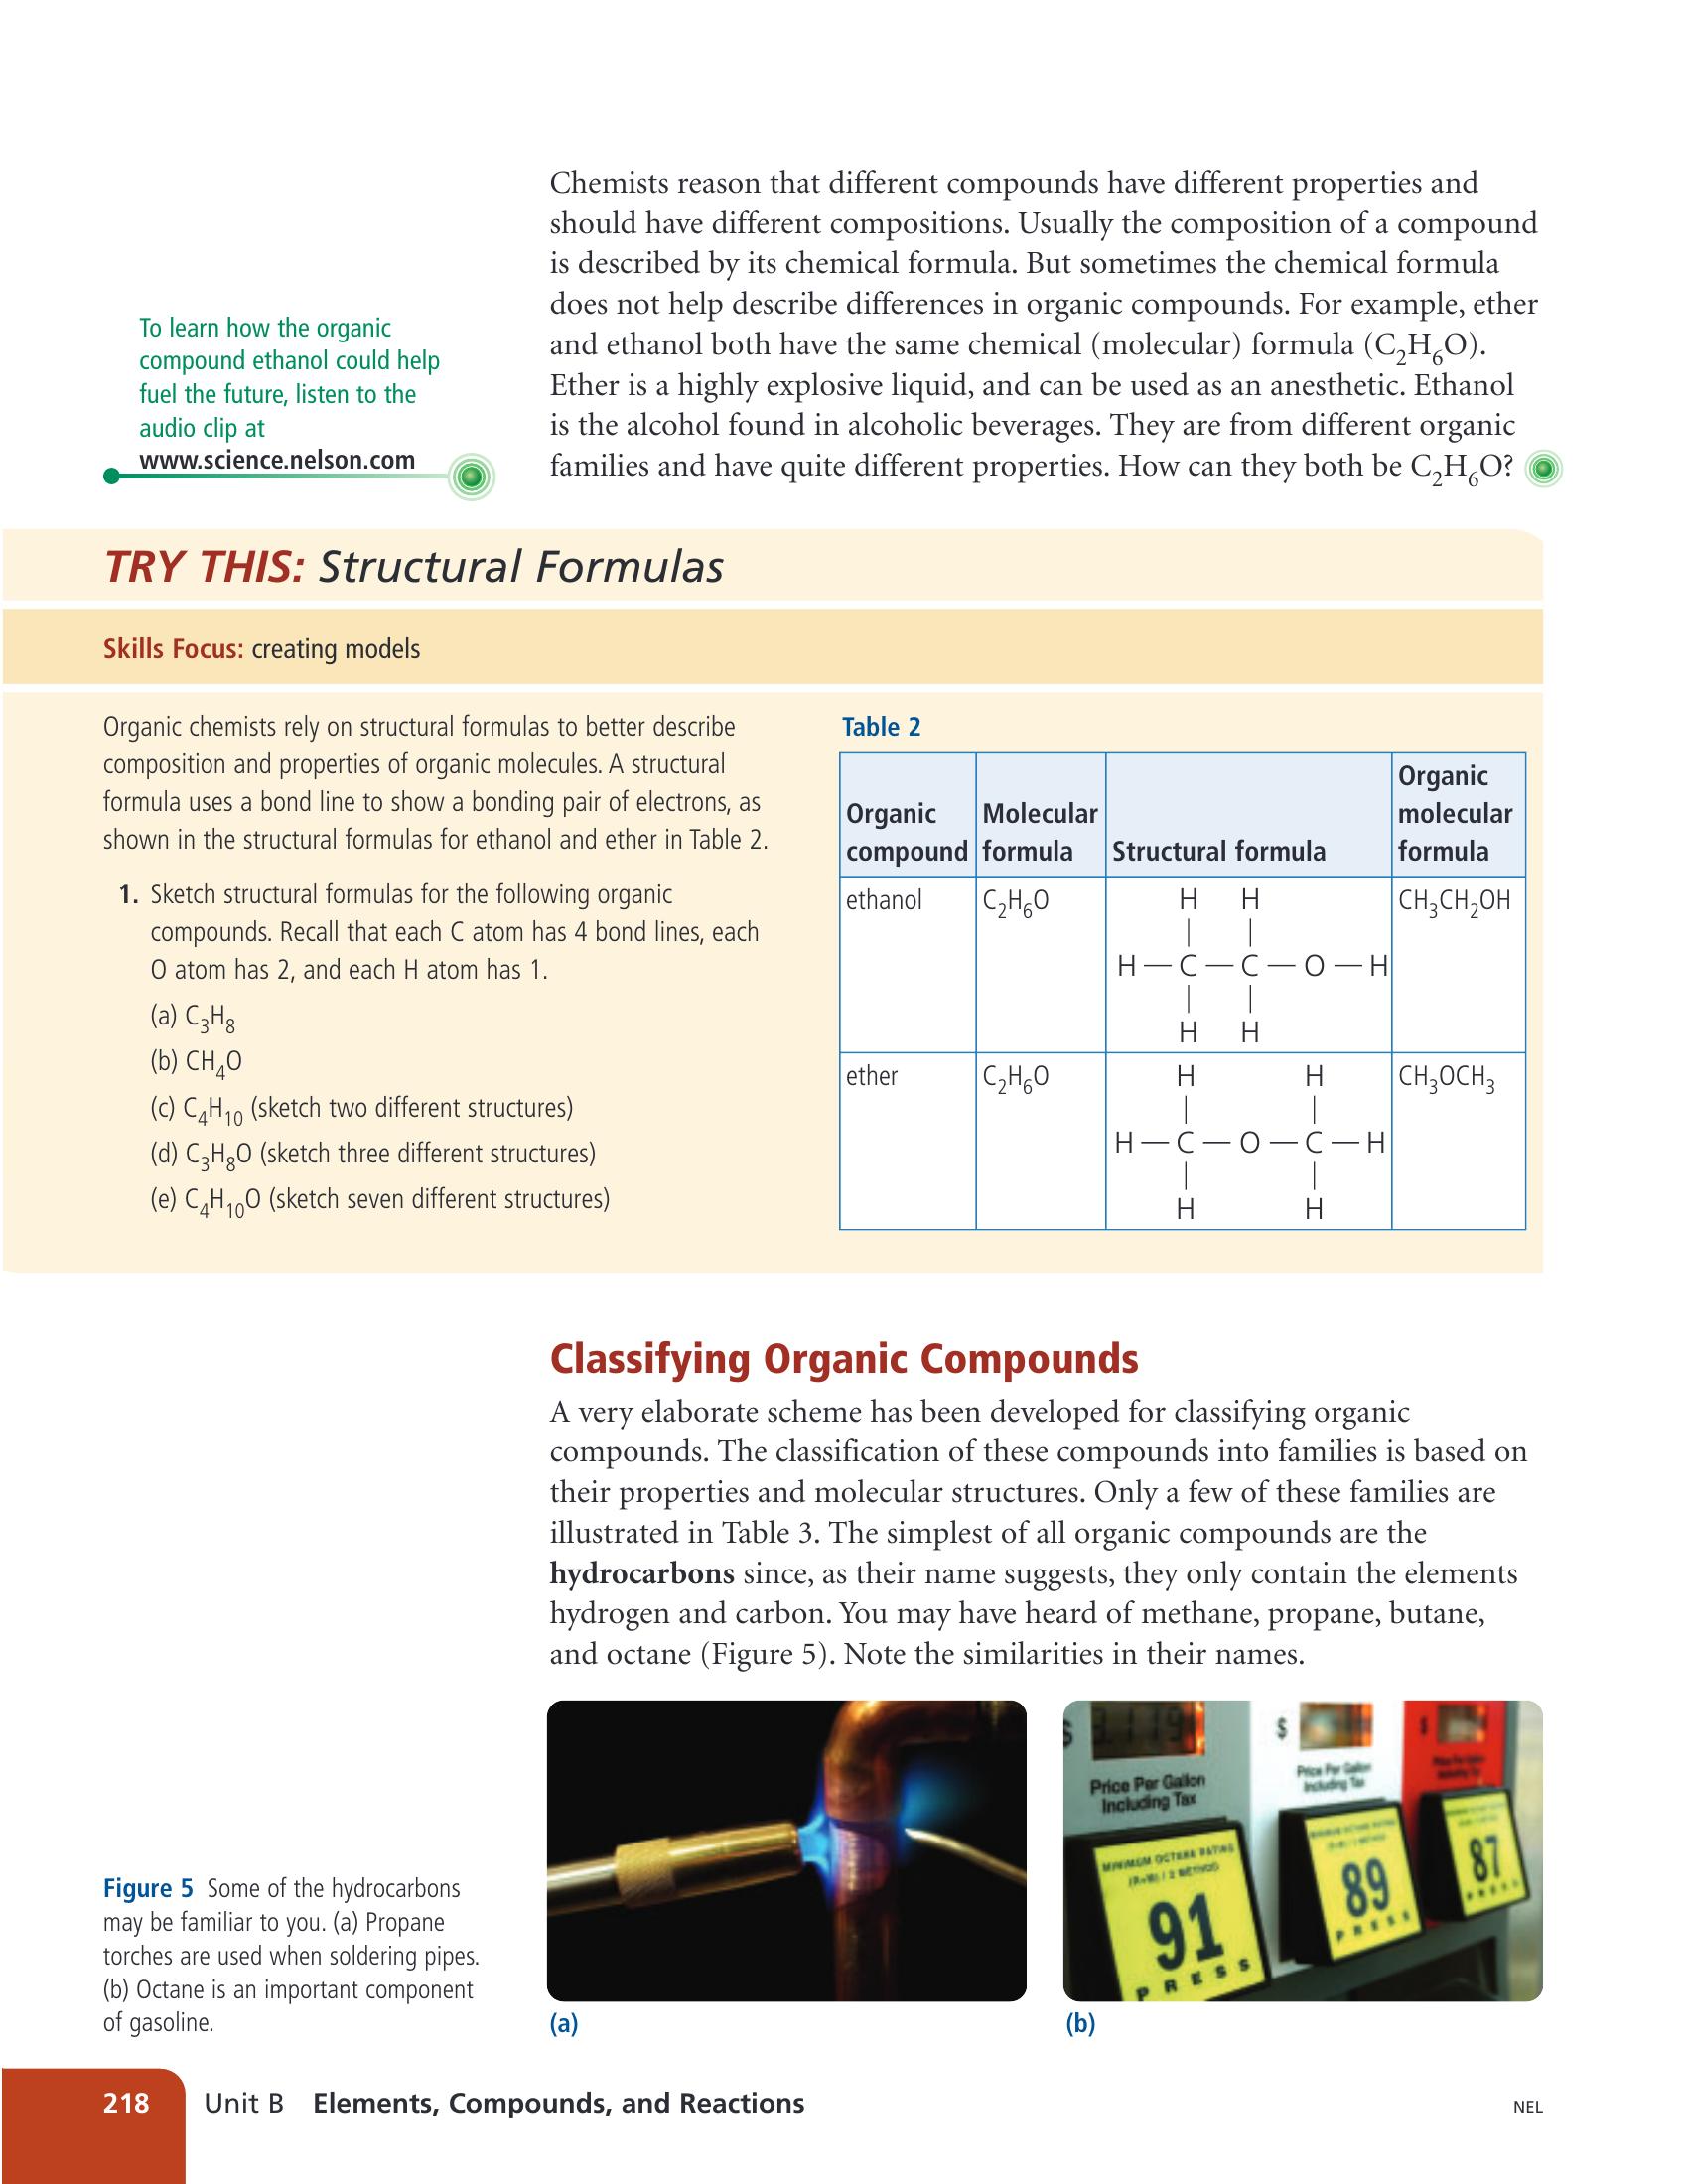 Chemists reason that different compounds have different properties and
should have different compositions. Usually the composition of a compound
is described by its chemical formula. But sometimes the chemical formula
does not help describe differences in organic compounds. For example, ether
and ethanol both have the same chemical (molecular) formula (C₂H₆O).
Ether is a highly explosive liquid, and can be used as an anesthetic. Ethanol
is the alcohol found in alcoholic beverages. They are from different organic
families and have quite different properties. How can they both be C₂H₆O?
To learn how the organic
compound ethanol could help
fuel the future, listen to the
audio clip at
www.science.nelson.com
TRY THIS: Structural Formulas
Skills Focus: creating models
Organic chemists rely on structural formulas to better describe
composition and properties of organic molecules. A structural
formula uses a bond line to show a bonding pair of electrons, as
shown in the structural formulas for ethanol and ether in Table 2.
1. Sketch structural formulas for the following organic
compounds. Recall that each C atom has 4 bond lines, each
O atom has 2, and each H atom has 1.
(a) C₃H₈
(b) CH₄O
(c) C₄H₁₀ (sketch two different structures)
(d) C₃H₈O (sketch three different structures)
(e) C₄H₁₀O (sketch seven different structures)
Table 2
Organic
compound
Molecular
formula
Structural formula
Organic
molecular
formula
ethanol
C₂H₆O
H H
H — C — C — O — H
H H
CH₃CH₂OH
ether
C₂H₆O
H H
H — C — O — C — H
H H
CH₃OCH₃
Classifying Organic Compounds
A very elaborate scheme has been developed for classifying organic
compounds. The classification of these compounds into families is based on
their properties and molecular structures. Only a few of these families are
illustrated in Table 3. The simplest of all organic compounds are the
hydrocarbons since, as their name suggests, they only contain the elements
hydrogen and carbon. You may have heard of methane, propane, butane,
and octane (Figure 5). Note the similarities in their names.
$
Price Per Gallon
Including Tax
MINIMUM OCTANE RATING
(R+M) / 2 METHOD
91
PRESS
$
Price Per Gallon
Including Tax
89
PRESS
87
PRESS
Figure 5 Some of the hydrocarbons
may be familiar to you. (a) Propane
torches are used when soldering pipes.
(b) Octane is an important component
of gasoline.
(a)
(b)
218 Unit B Elements, Compounds, and Reactions
NEL